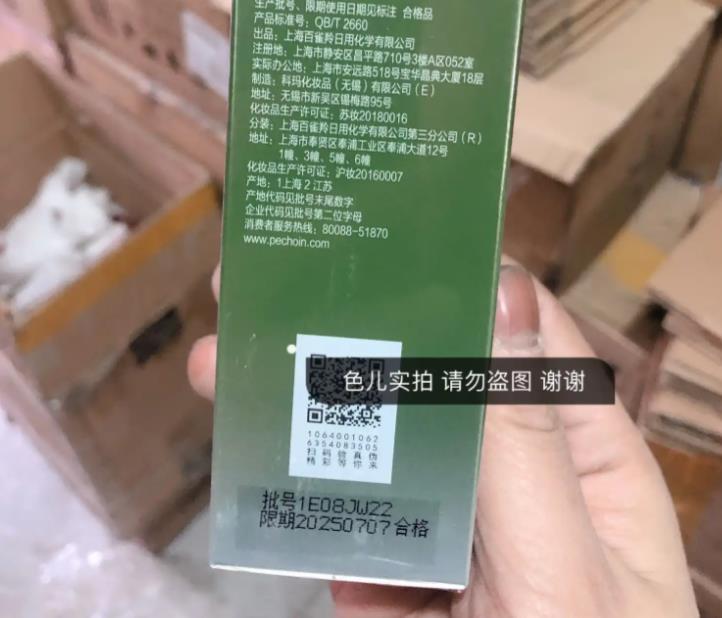 生产批号、限期使用日期见标注 合格品
产品标准号：QB/T 2660
出品：上海百雀羚日用化学有限公司
注册地：上海市静安区昌平路710号3楼A区052室
实际办公地：上海市安远路518号宝华晶典大厦18层
制造：科玛化妆品（无锡）有限公司（E）
地址：无锡市新吴区锡梅路95号
化妆品生产许可证：苏妆20180016
分装：上海百雀羚日用化学有限公司第三分公司（R）
地址：上海市奉贤区奉浦工业区奉浦大道12号
1幢、3幢、5幢、6幢
化妆品生产许可证：沪妆20160007
产地：1上海 2 江苏
产地代码见批号末尾数字
企业代码见批号第二位字母
消费者服务热线：80088-51870
www.pechoin.com
色儿实拍 请勿盗图 谢谢
1064001062
6354083505
扫码验真伪
精彩等你来
批号1E08JW22
限期20250707合格